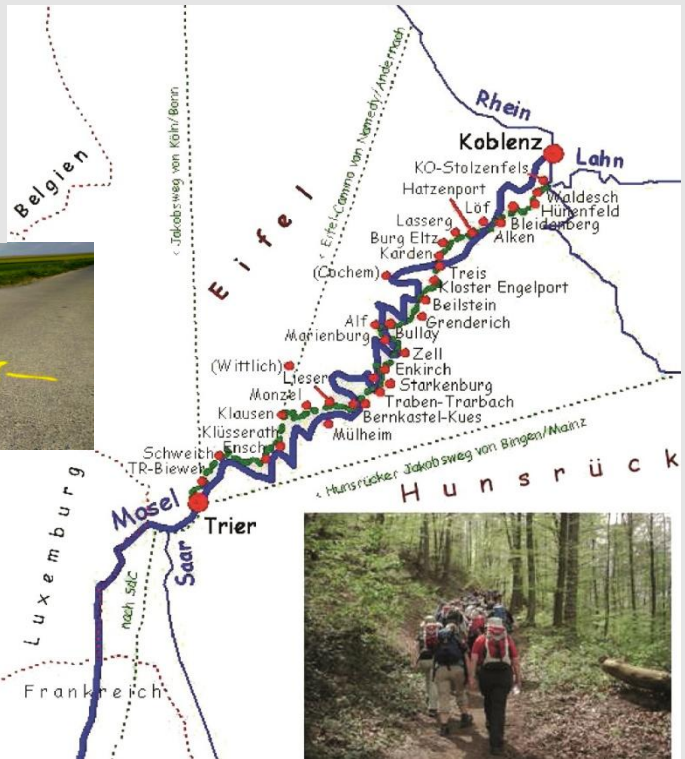 Rhein
Koblenz
Lahn
KO-Stolzenfels
Hatzenport
Waldesch
Löf
Hünenfeld
Lasserg
Bleidenberg
Burg Eltz
Alken
Karden
(Cochem)
Treis
Kloster Engelport
Beilstein
Alf
Grenderich
Marienburg
Bullay
Zell
(Wittlich)
Enkirch
Lieser
Starkenburg
Monzel
Traben-Trarbach
Klausen
Bernkastel-Kues
Klüsserath
Mülheim
Ensch
Schweich
TR-Biewer
Mosel
Trier
Saar
Belgien
Eifel
< Jakobsweg von Köln/Bonn
< Eifel-Camino von Namedy/Andernach
< Hunsrücker Jakobsweg von Bingen/Mainz
Hunsrück
Luxemburg
nach SdC
Frankreich